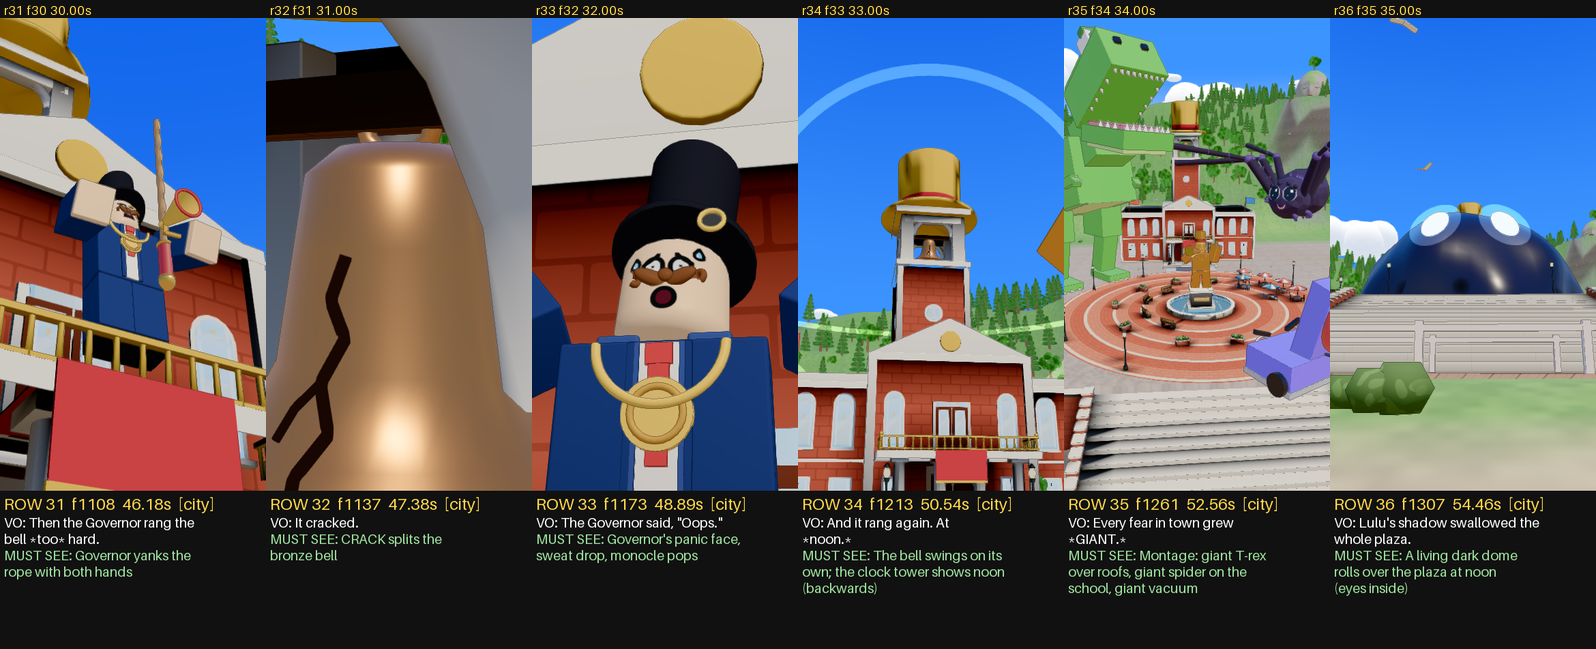 r31 f30 30.00s
r32 f31 31.00s
r33 f32 32.00s
r34 f33 33.00s
r35 f34 34.00s
r36 f35 35.00s
ROW 31 f1108 46.18s [city]
VO: Then the Governor rang the
bell *too* hard.
MUST SEE: Governor yanks the
rope with both hands
ROW 32 f1137 47.38s [city]
VO: It cracked.
MUST SEE: CRACK splits the
bronze bell
ROW 33 f1173 48.89s [city]
VO: The Governor said, "Oops."
MUST SEE: Governor's panic face,
sweat drop, monocle pops
ROW 34 f1213 50.54s [city]
VO: And it rang again. At
*noon.*
MUST SEE: The bell swings on its
own; the clock tower shows noon
(backwards)
ROW 35 f1261 52.56s [city]
VO: Every fear in town grew
*GIANT.*
MUST SEE: Montage: giant T-rex
over roofs, giant spider on the
school, giant vacuum
ROW 36 f1307 54.46s [city]
VO: Lulu's shadow swallowed the
whole plaza.
MUST SEE: A living dark dome
rolls over the plaza at noon
(eyes inside)